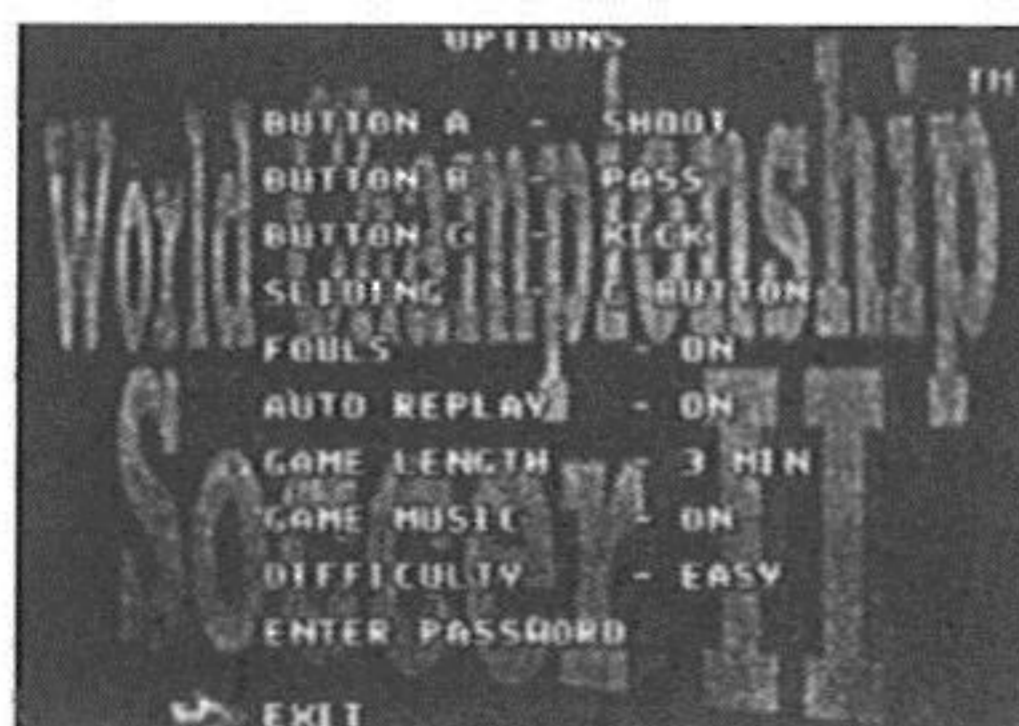 OPTIONS
TM
BUTTON A - SHOOT
BUTTON B - PASS
BUTTON C - KICK
SLIDING - C BUTTON
FOULS - ON
AUTO REPLAY - ON
GAME LENGTH - 3 MIN
GAME MUSIC - ON
DIFFICULTY - EASY
ENTER PASSWORD
EXIT
World Championship
Soccer II